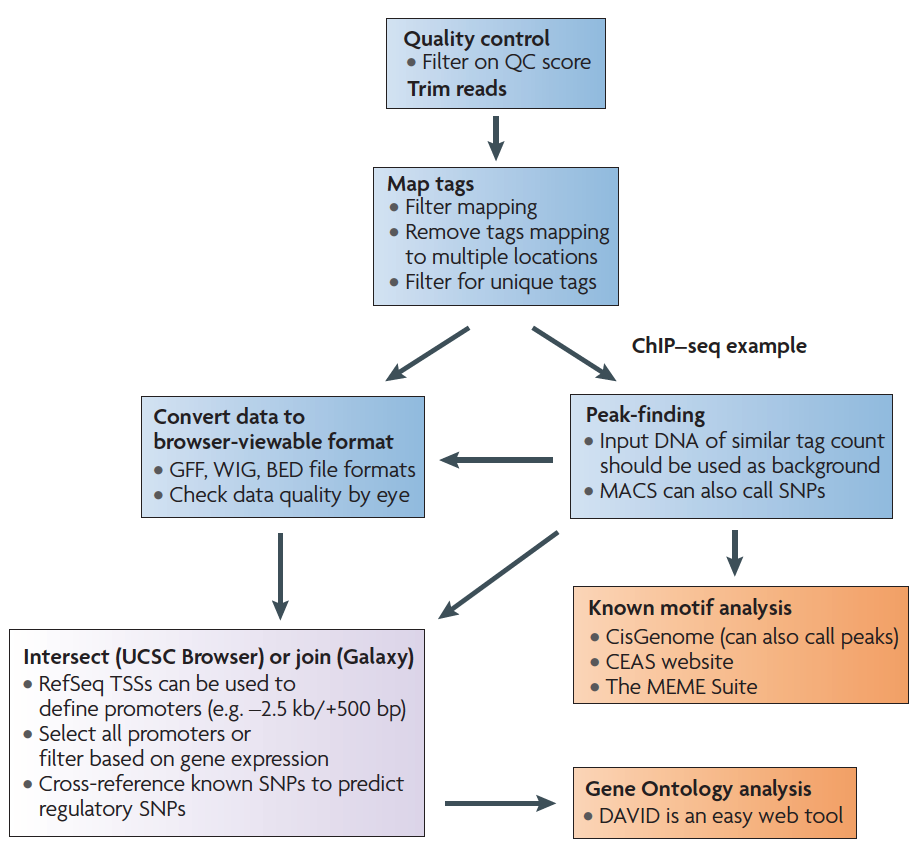 Quality control
• Filter on QC score
Trim reads
Map tags
• Filter mapping
• Remove tags mapping
to multiple locations
• Filter for unique tags
ChIP–seq example
Convert data to
browser-viewable format
• GFF, WIG, BED file formats
• Check data quality by eye
Peak-finding
• Input DNA of similar tag count
should be used as background
• MACS can also call SNPs
Known motif analysis
• CisGenome (can also call peaks)
• CEAS website
• The MEME Suite
Intersect (UCSC Browser) or join (Galaxy)
• RefSeq TSSs can be used to
define promoters (e.g. –2.5 kb/+500 bp)
• Select all promoters or
filter based on gene expression
• Cross-reference known SNPs to predict
regulatory SNPs
Gene Ontology analysis
• DAVID is an easy web tool